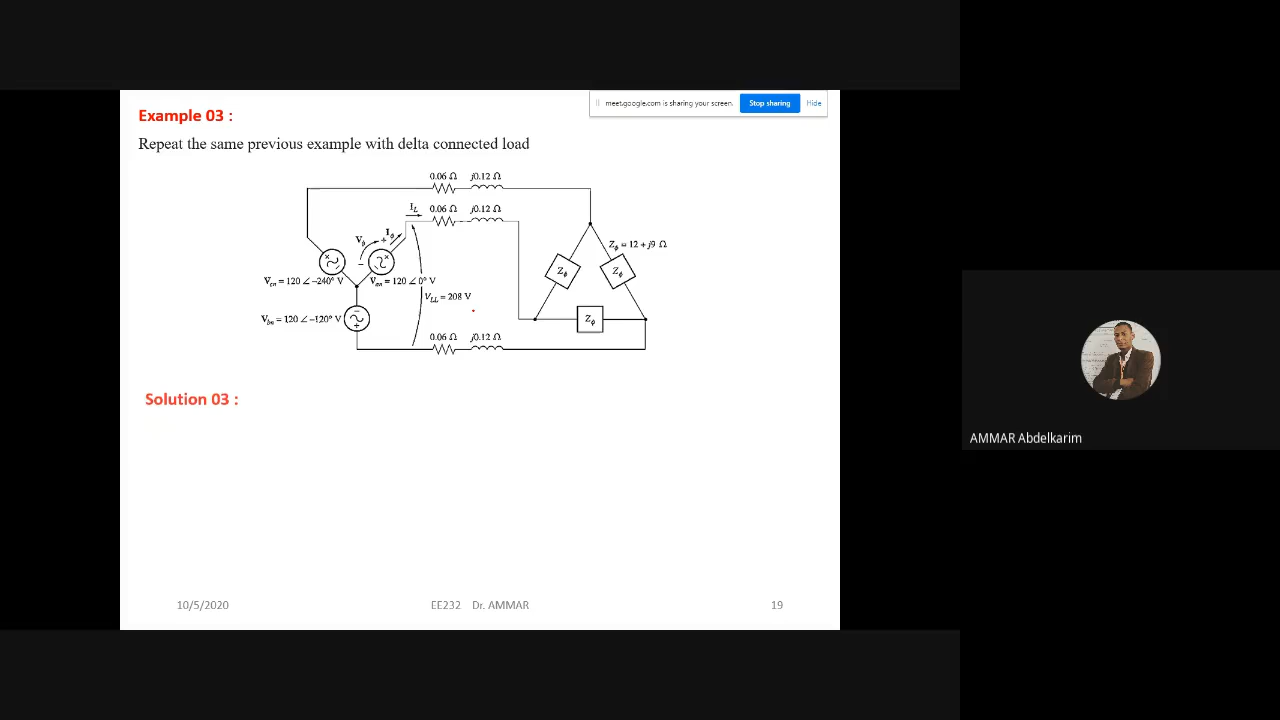 Example 03 :
meet.google.com is sharing your screen.
Stop sharing
Hide
Repeat the same previous example with delta connected load
0.06 Ω j0.12 Ω
I_L
0.06 Ω j0.12 Ω
V_ϕ + I_ϕ
Z_ϕ = 12 + j9 Ω
Z_ϕ Z_ϕ
V_cn = 120 ∠ −240° V
V_an = 120 ∠ 0° V
V_LL = 208 V
V_bn = 120 ∠ −120° V
Z_ϕ
0.06 Ω j0.12 Ω
Solution 03 :
AMMAR Abdelkarim
10/5/2020
EE232 Dr. AMMAR
19